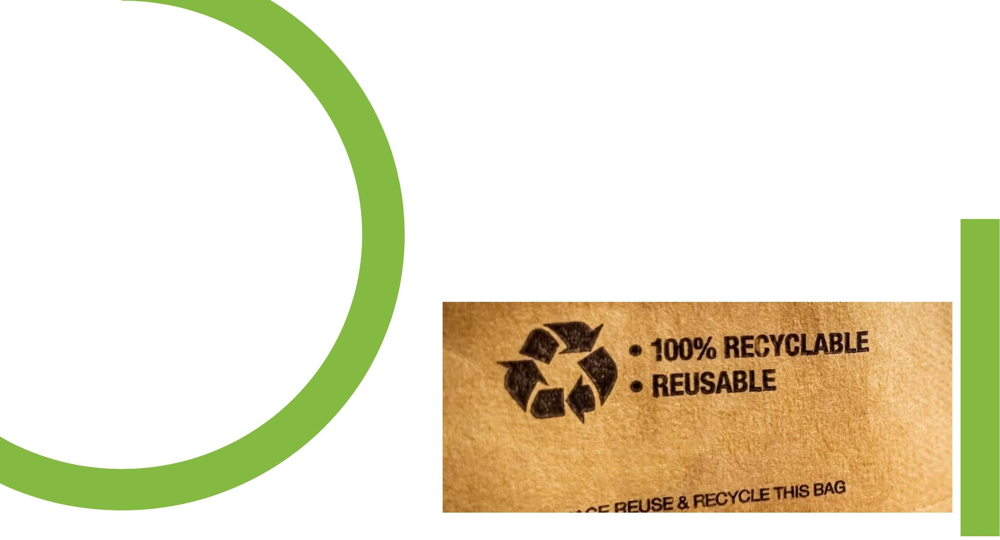 • 100% RECYCLABLE
• REUSABLE
REUSE & RECYCLE THIS BAG